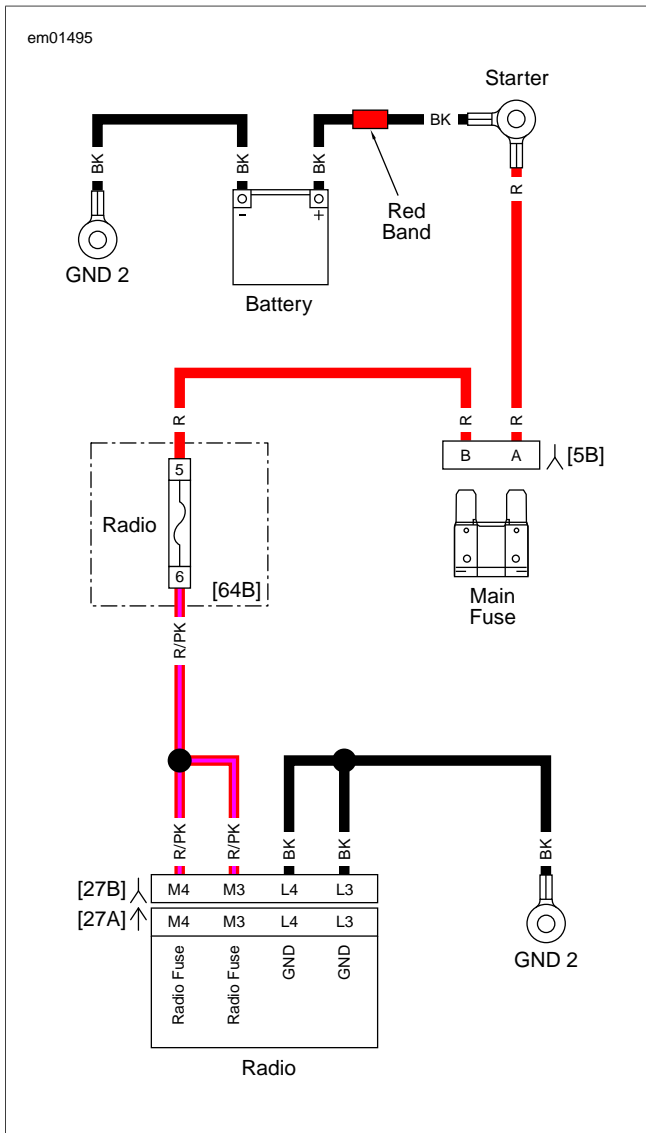 em01495
Starter
BK
BK
BK
BK
R
- +
Red
Band
GND 2
Battery
R
B A
[5B]
5
Radio
6
[64B]
Main
Fuse
R/PK
R/PK R/PK BK BK BK
[27B] M4 M3 L4 L3
[27A] M4 M3 L4 L3
Radio Fuse
Radio Fuse
GND
GND
GND 2
Radio